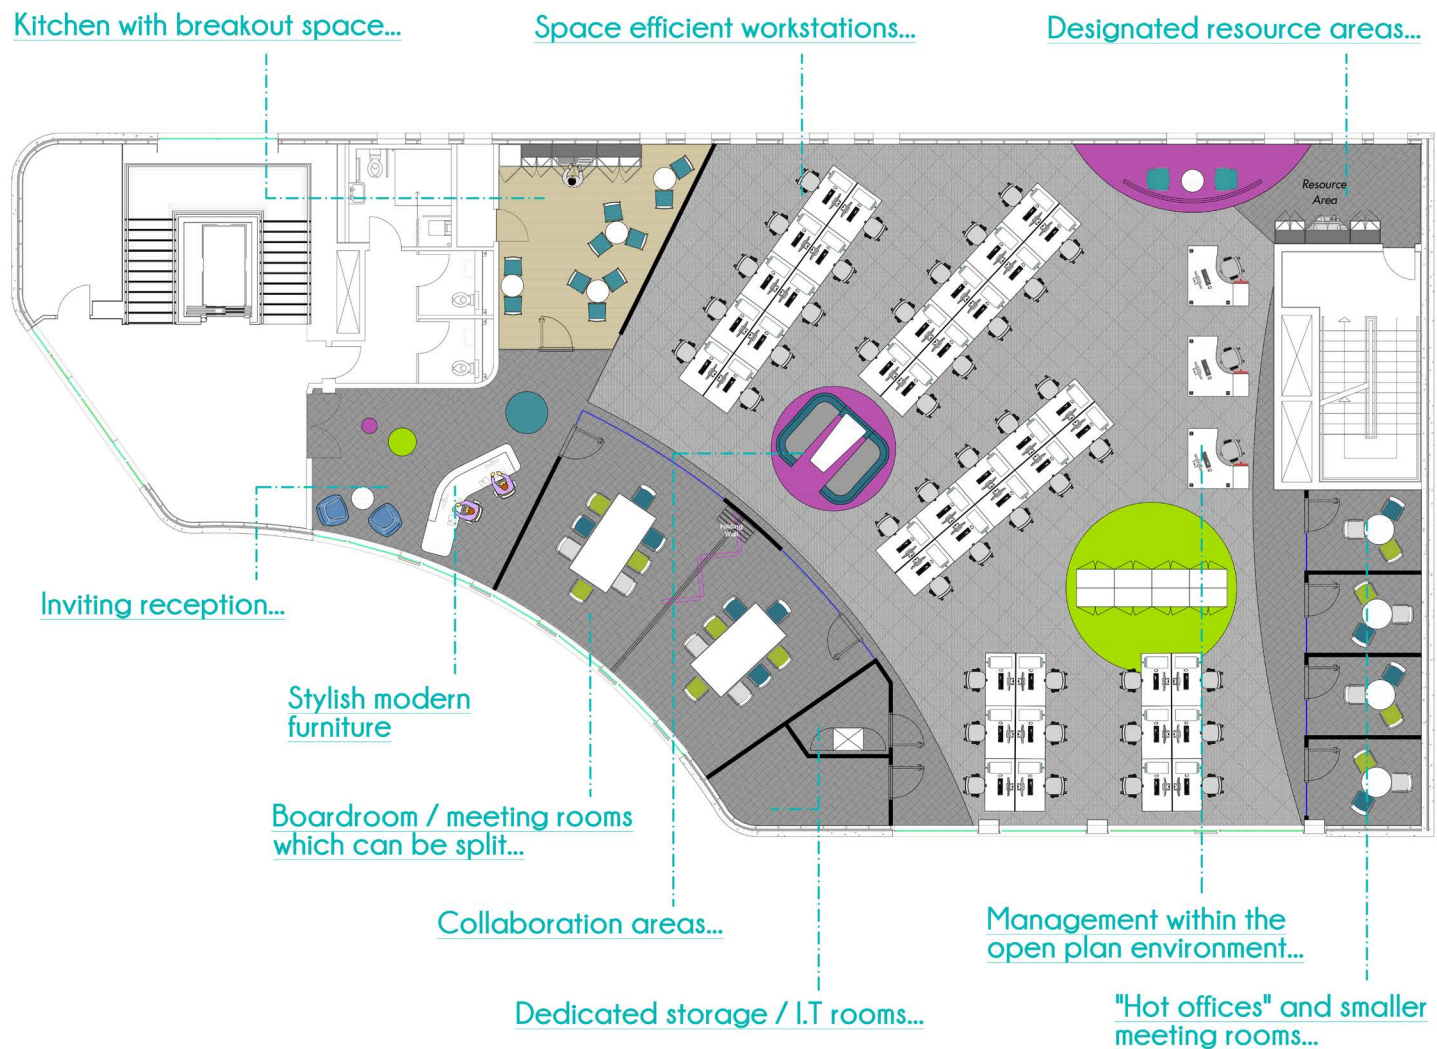 Kitchen with breakout space...
Space efficient workstations...
Designated resource areas...
Resource
Area
Folding
Wall
Inviting reception...
Stylish modern
furniture
Boardroom / meeting rooms
which can be split...
Collaboration areas...
Management within the
open plan environment...
Dedicated storage / I.T rooms...
"Hot offices" and smaller
meeting rooms...